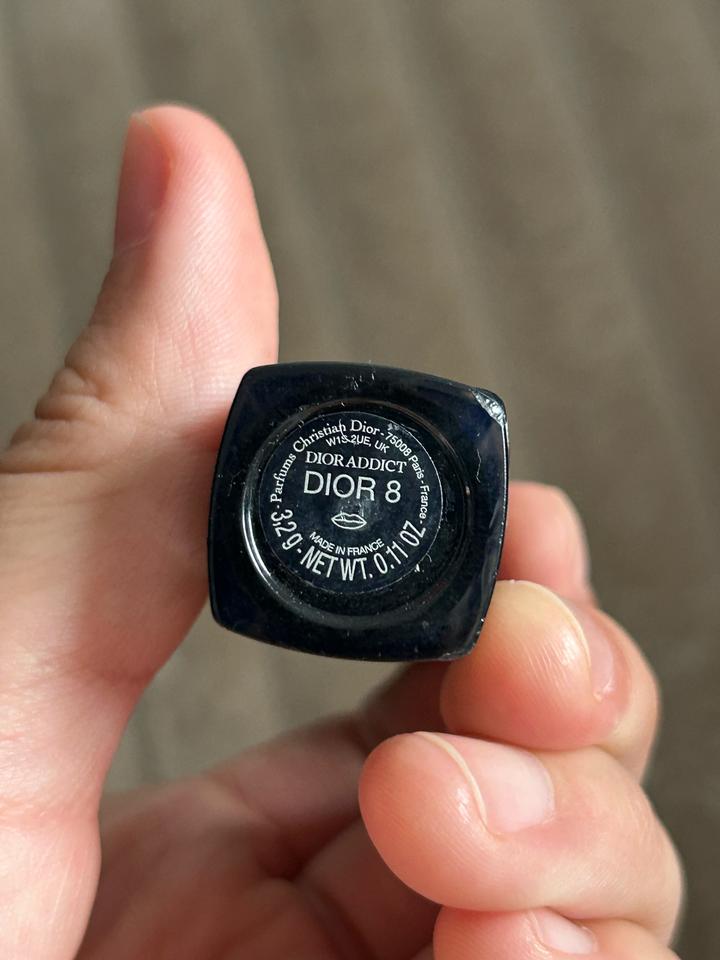 Parfums Christian Dior - 75008 Paris - France -
W1S 2UE, UK
DIOR ADDICT
DIOR 8
MADE IN FRANCE
3,2 g - NET WT. 0.11 OZ -